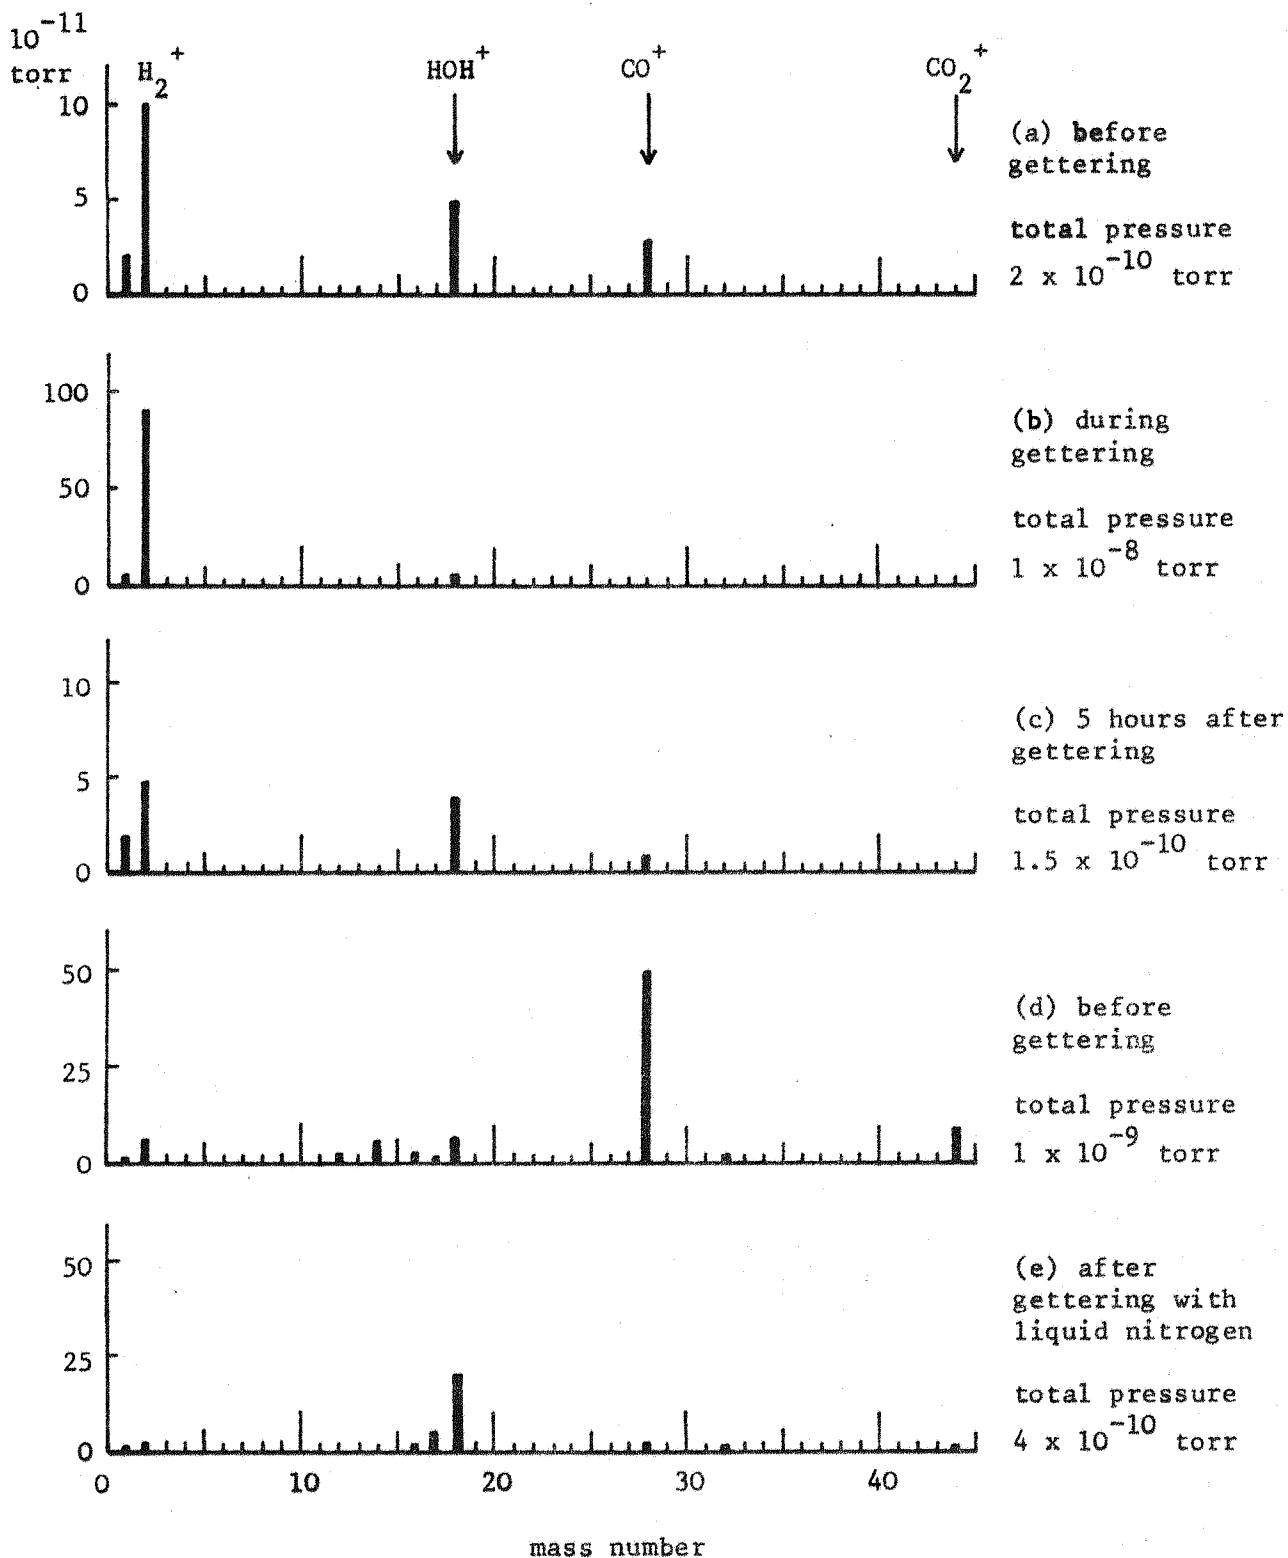 10⁻¹¹
torr
H₂⁺
HOH⁺
CO⁺
CO₂⁺
10
5
0
(a) before
gettering
total pressure
2 x 10⁻¹⁰ torr
100
50
0
(b) during
gettering
total pressure
1 x 10⁻⁸ torr
10
5
0
(c) 5 hours after
gettering
total pressure
1.5 x 10⁻¹⁰ torr
50
25
0
(d) before
gettering
total pressure
1 x 10⁻⁹ torr
50
25
0
(e) after
gettering with
liquid nitrogen
total pressure
4 x 10⁻¹⁰ torr
0 10 20 30 40
mass number